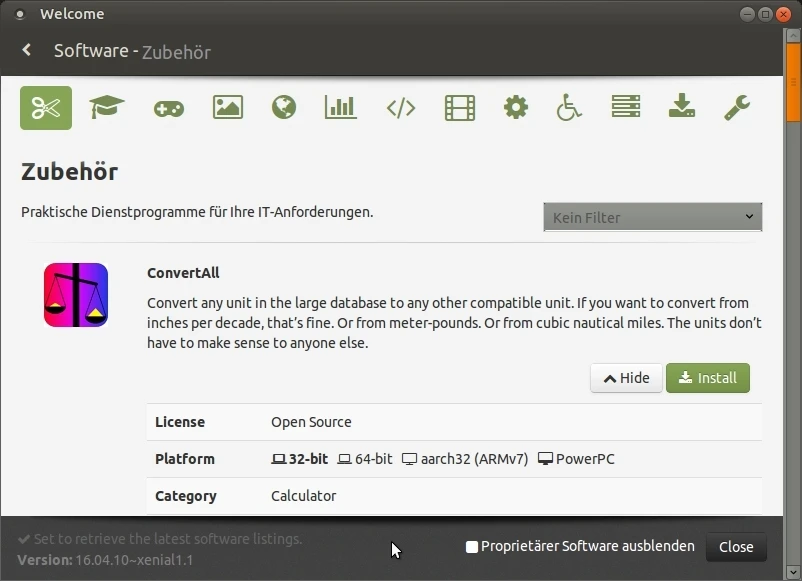 Welcome
Software - Zubehör
Zubehör
Praktische Dienstprogramme für Ihre IT-Anforderungen.
Kein Filter
ConvertAll
Convert any unit in the large database to any other compatible unit. If you want to convert from
inches per decade, that’s fine. Or from meter-pounds. Or from cubic nautical miles. The units don’t
have to make sense to anyone else.
Hide Install
License Open Source
Platform 32-bit 64-bit aarch32 (ARMv7) PowerPC
Category Calculator
Set to retrieve the latest software listings.
Version: 16.04.10~xenial1.1
Proprietärer Software ausblenden Close